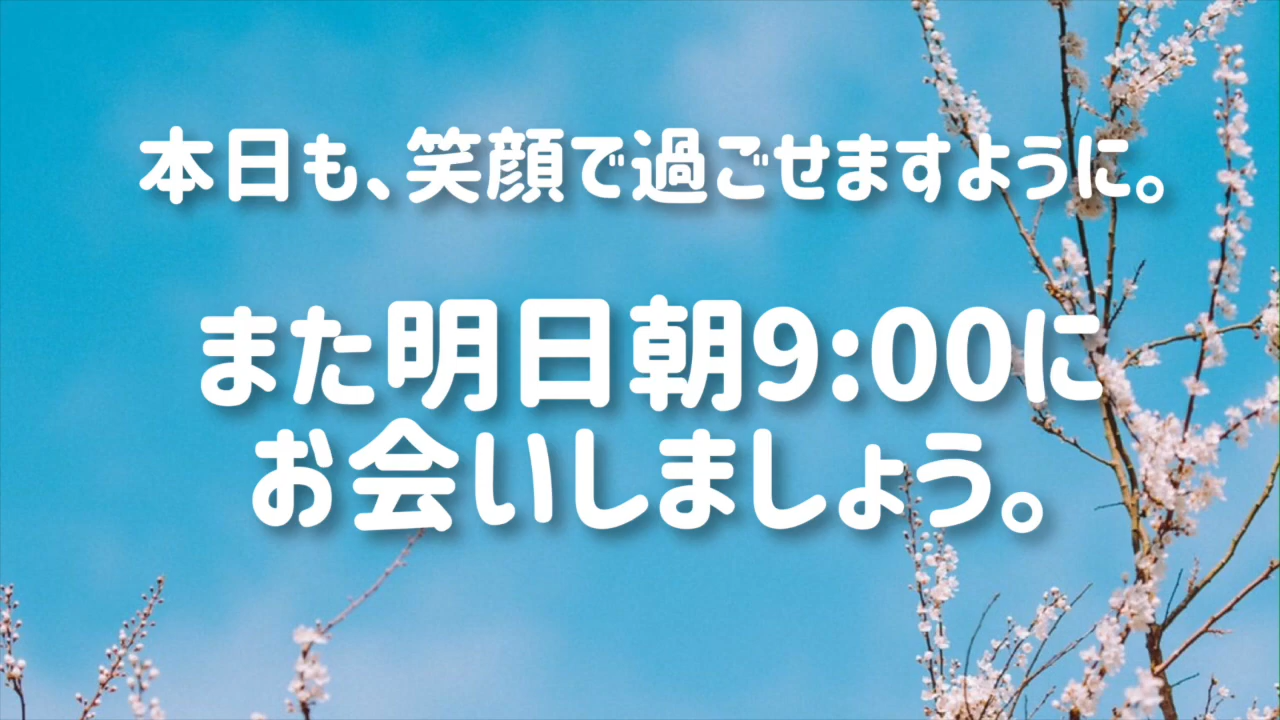 本日も、笑顔で過ごせますように。
また明日朝9:00に
お会いしましょう。